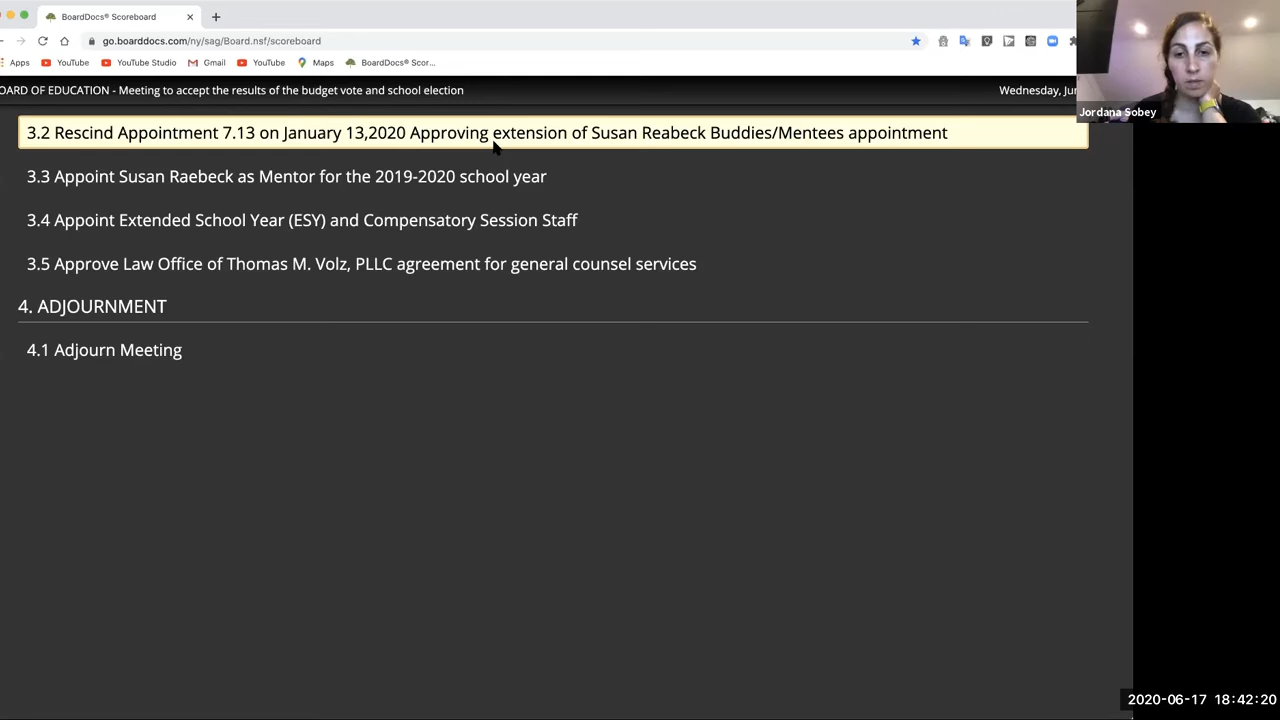 BoardDocs® Scoreboard
go.boarddocs.com/ny/sag/Board.nsf/scoreboard
Apps YouTube YouTube Studio Gmail YouTube Maps BoardDocs® Scor...
OARD OF EDUCATION - Meeting to accept the results of the budget vote and school election Wednesday, Jun
Jordana Sobey
3.2 Rescind Appointment 7.13 on January 13,2020 Approving extension of Susan Reabeck Buddies/Mentees appointment
3.3 Appoint Susan Raebeck as Mentor for the 2019-2020 school year
3.4 Appoint Extended School Year (ESY) and Compensatory Session Staff
3.5 Approve Law Office of Thomas M. Volz, PLLC agreement for general counsel services
4. ADJOURNMENT
4.1 Adjourn Meeting
2020-06-17 18:42:20